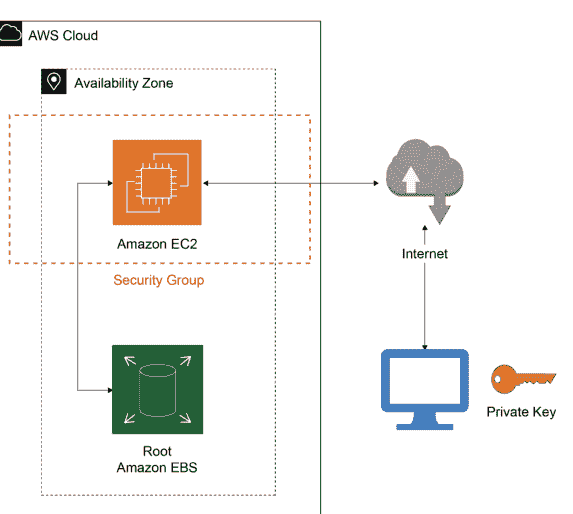 AWS Cloud
Availability Zone
Amazon EC2
Security Group
Internet
Private Key
Root
Amazon EBS